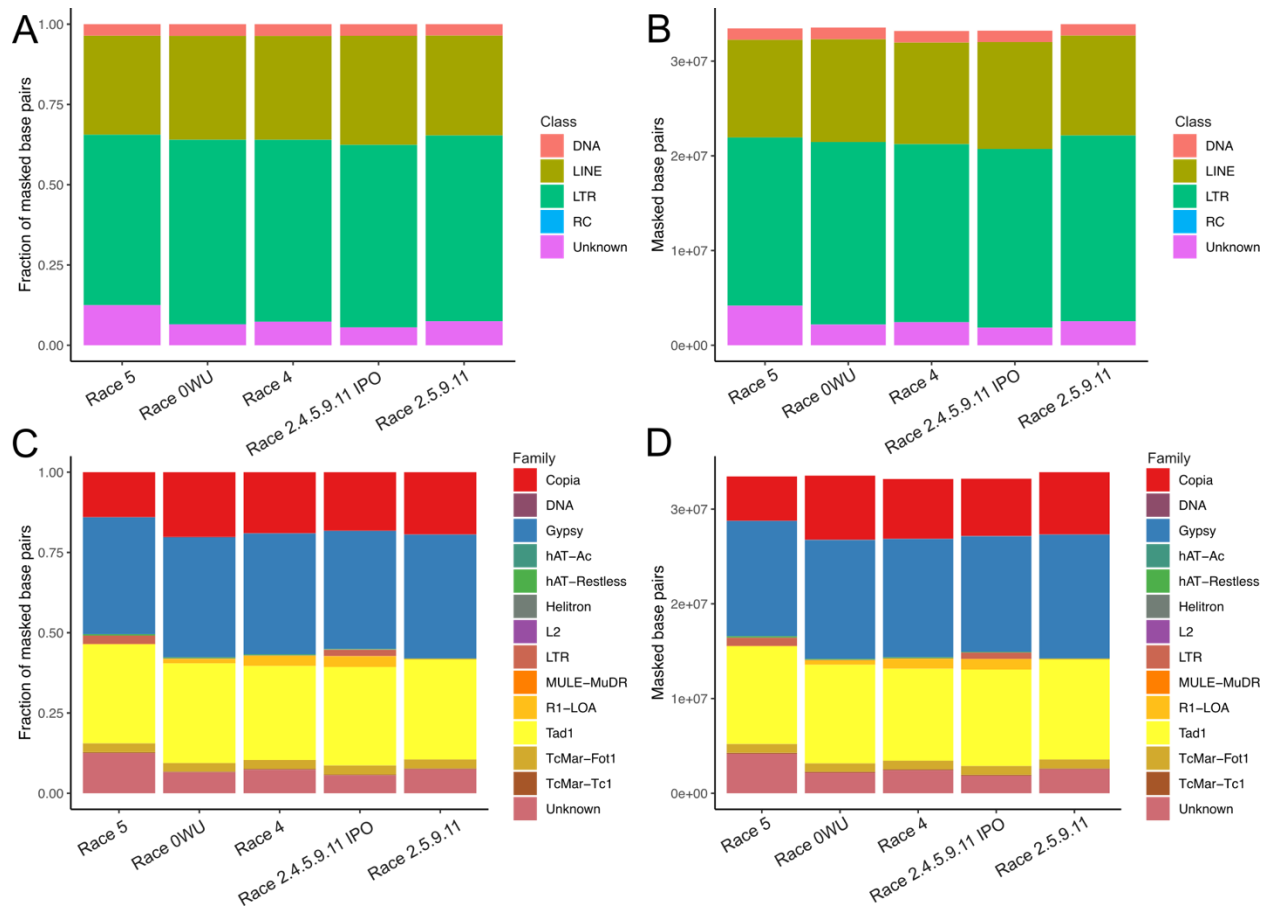 A
Fraction of masked base pairs
1.00
0.75
0.50
0.25
0.00
Race 5
Race 0WU
Race 4
Race 2.4.5.9.11 IPO
Race 2.5.9.11
Class
DNA
LINE
LTR
RC
Unknown
B
Masked base pairs
3e+07
2e+07
1e+07
0e+00
Race 5
Race 0WU
Race 4
Race 2.4.5.9.11 IPO
Race 2.5.9.11
Class
DNA
LINE
LTR
RC
Unknown
C
Fraction of masked base pairs
1.00
0.75
0.50
0.25
0.00
Race 5
Race 0WU
Race 4
Race 2.4.5.9.11 IPO
Race 2.5.9.11
Family
Copia
DNA
Gypsy
hAT−Ac
hAT−Restless
Helitron
L2
LTR
MULE−MuDR
R1−LOA
Tad1
TcMar−Fot1
TcMar−Tc1
Unknown
D
Masked base pairs
3e+07
2e+07
1e+07
0e+00
Race 5
Race 0WU
Race 4
Race 2.4.5.9.11 IPO
Race 2.5.9.11
Family
Copia
DNA
Gypsy
hAT−Ac
hAT−Restless
Helitron
L2
LTR
MULE−MuDR
R1−LOA
Tad1
TcMar−Fot1
TcMar−Tc1
Unknown